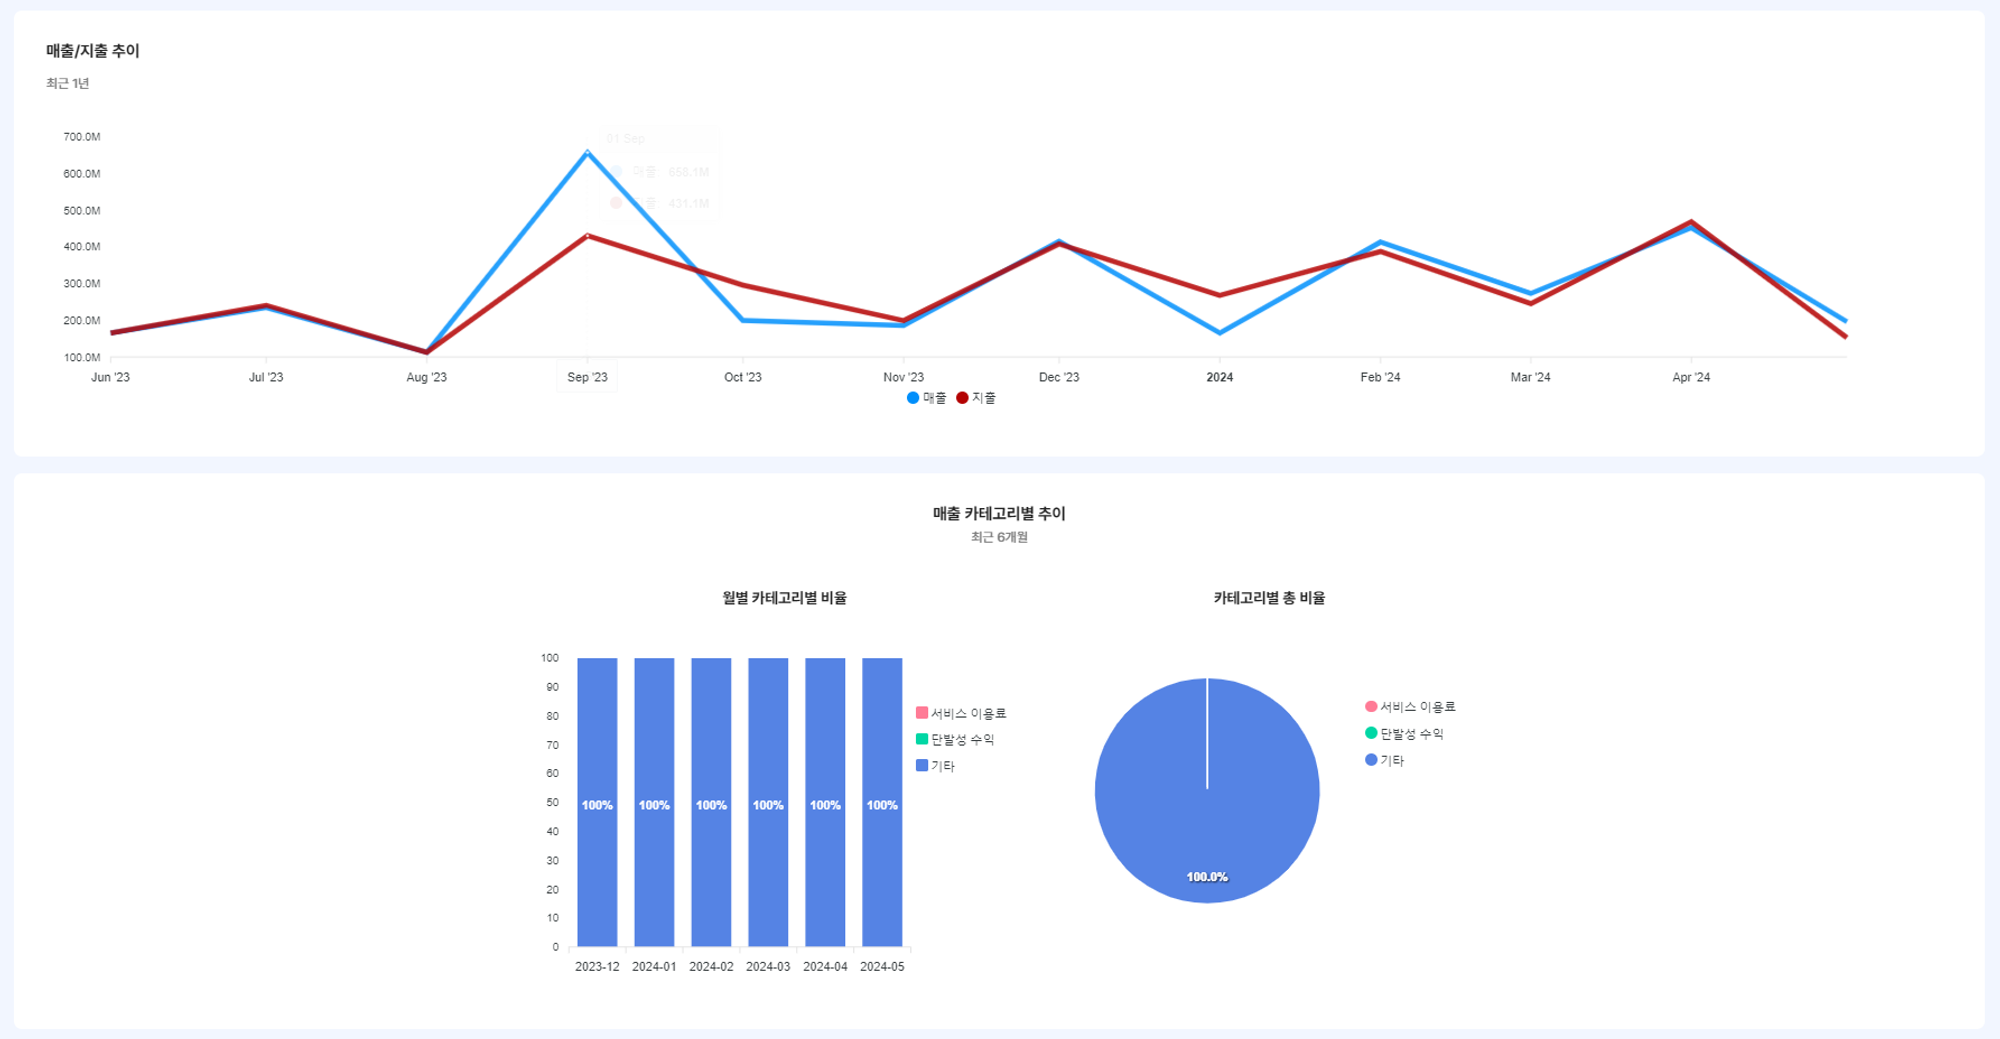 매출/지출 추이
최근 1년
700.0M
600.0M
500.0M
400.0M
300.0M
200.0M
100.0M
01 Sep
매출 658.1M
출 431.1M
Jun '23 Jul '23 Aug '23 Sep '23 Oct '23 Nov '23 Dec '23 2024 Feb '24 Mar '24 Apr '24
매출 지출
매출 카테고리별 추이
최근 6개월
월별 카테고리별 비율
100
90
80
70
60
50
40
30
20
10
0
100% 100% 100% 100% 100% 100%
2023-12 2024-01 2024-02 2024-03 2024-04 2024-05
서비스 이용료
단발성 수익
기타
카테고리별 총 비율
100.0%
서비스 이용료
단발성 수익
기타